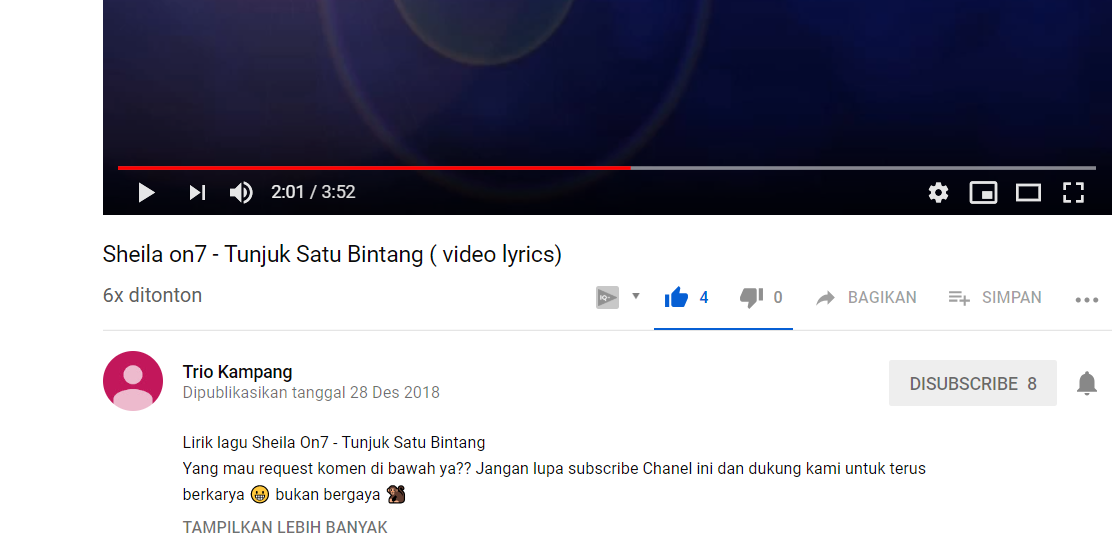 2:01 / 3:52
Sheila on7 - Tunjuk Satu Bintang ( video lyrics)
6x ditonton
IQ
4
0
BAGIKAN
SIMPAN
Trio Kampang
Dipublikasikan tanggal 28 Des 2018
DISUBSCRIBE 8
Lirik lagu Sheila On7 - Tunjuk Satu Bintang
Yang mau request komen di bawah ya?? Jangan lupa subscribe Chanel ini dan dukung kami untuk terus
berkarya 😀 bukan bergaya 🐒
TAMPILKAN LEBIH BANYAK